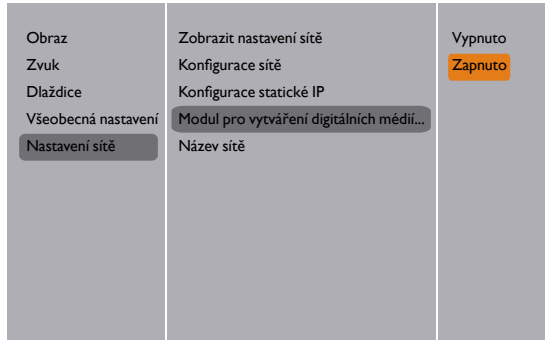 Obraz
Zvuk
Dlaždice
Všeobecná nastavení
Nastavení sítě
Zobrazit nastavení sítě
Konfigurace sítě
Konfigurace statické IP
Modul pro vytváření digitálních médií...
Název sítě
Vypnuto
Zapnuto